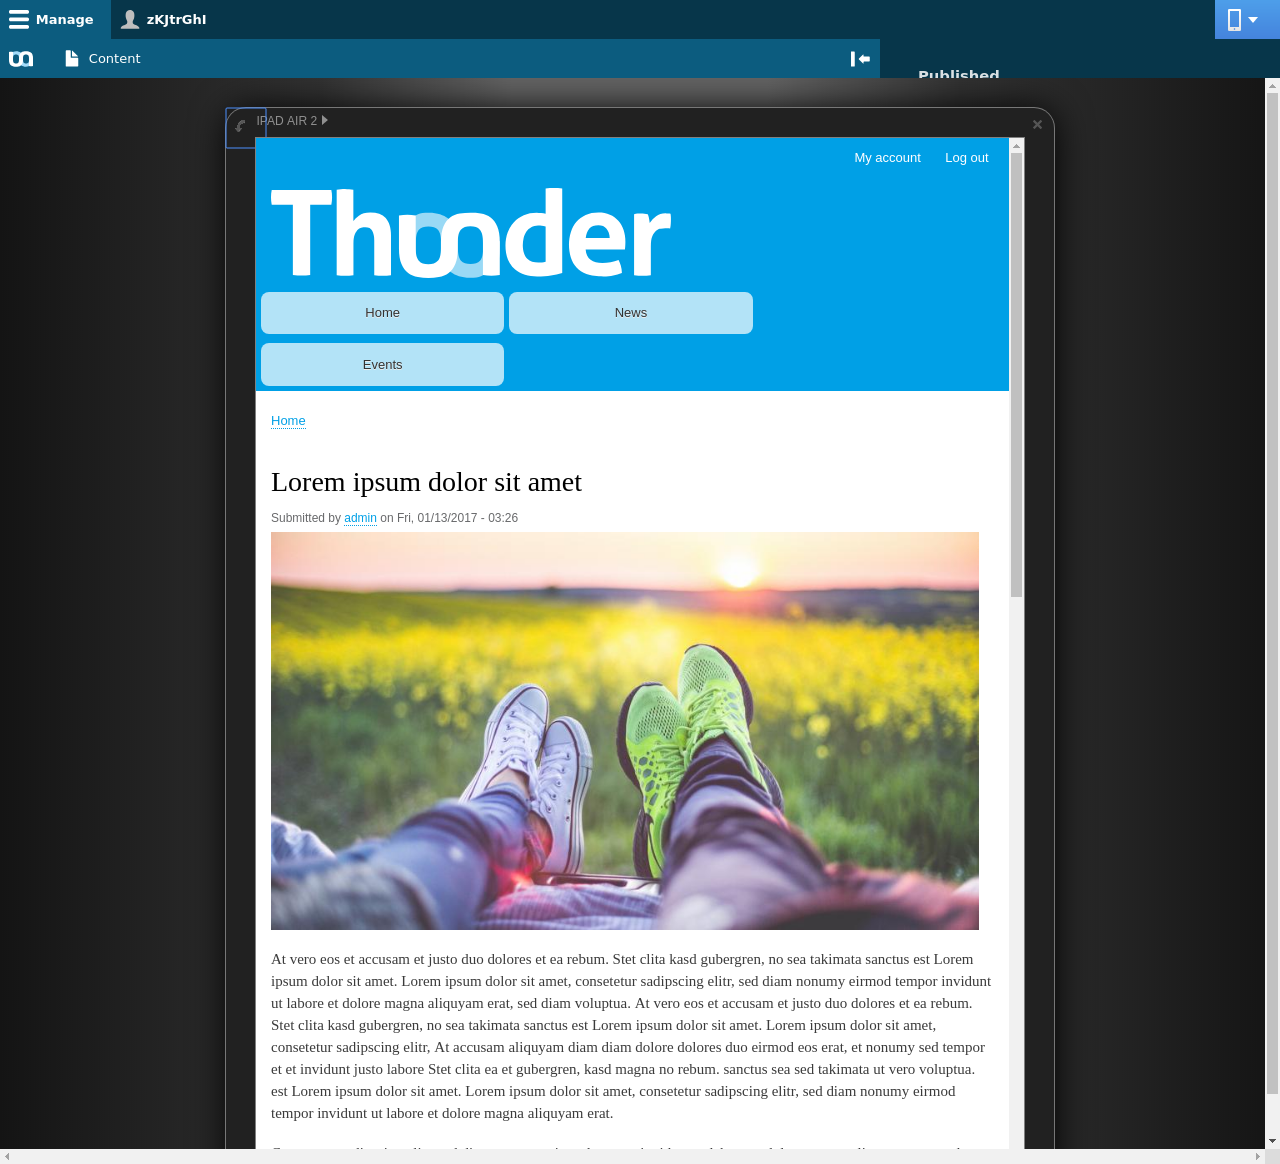 Manage
zKJtrGhI
Content
Published
IPAD AIR 2
My account
Log out
Thunder
Home
News
Events
Home
Lorem ipsum dolor sit amet
Submitted by admin on Fri, 01/13/2017 - 03:26
At vero eos et accusam et justo duo dolores et ea rebum. Stet clita kasd gubergren, no sea takimata sanctus est Lorem
ipsum dolor sit amet. Lorem ipsum dolor sit amet, consetetur sadipscing elitr, sed diam nonumy eirmod tempor invidunt
ut labore et dolore magna aliquyam erat, sed diam voluptua. At vero eos et accusam et justo duo dolores et ea rebum.
Stet clita kasd gubergren, no sea takimata sanctus est Lorem ipsum dolor sit amet. Lorem ipsum dolor sit amet,
consetetur sadipscing elitr, At accusam aliquyam diam diam dolore dolores duo eirmod eos erat, et nonumy sed tempor
et et invidunt justo labore Stet clita ea et gubergren, kasd magna no rebum. sanctus sea sed takimata ut vero voluptua.
est Lorem ipsum dolor sit amet. Lorem ipsum dolor sit amet, consetetur sadipscing elitr, sed diam nonumy eirmod
tempor invidunt ut labore et dolore magna aliquyam erat.